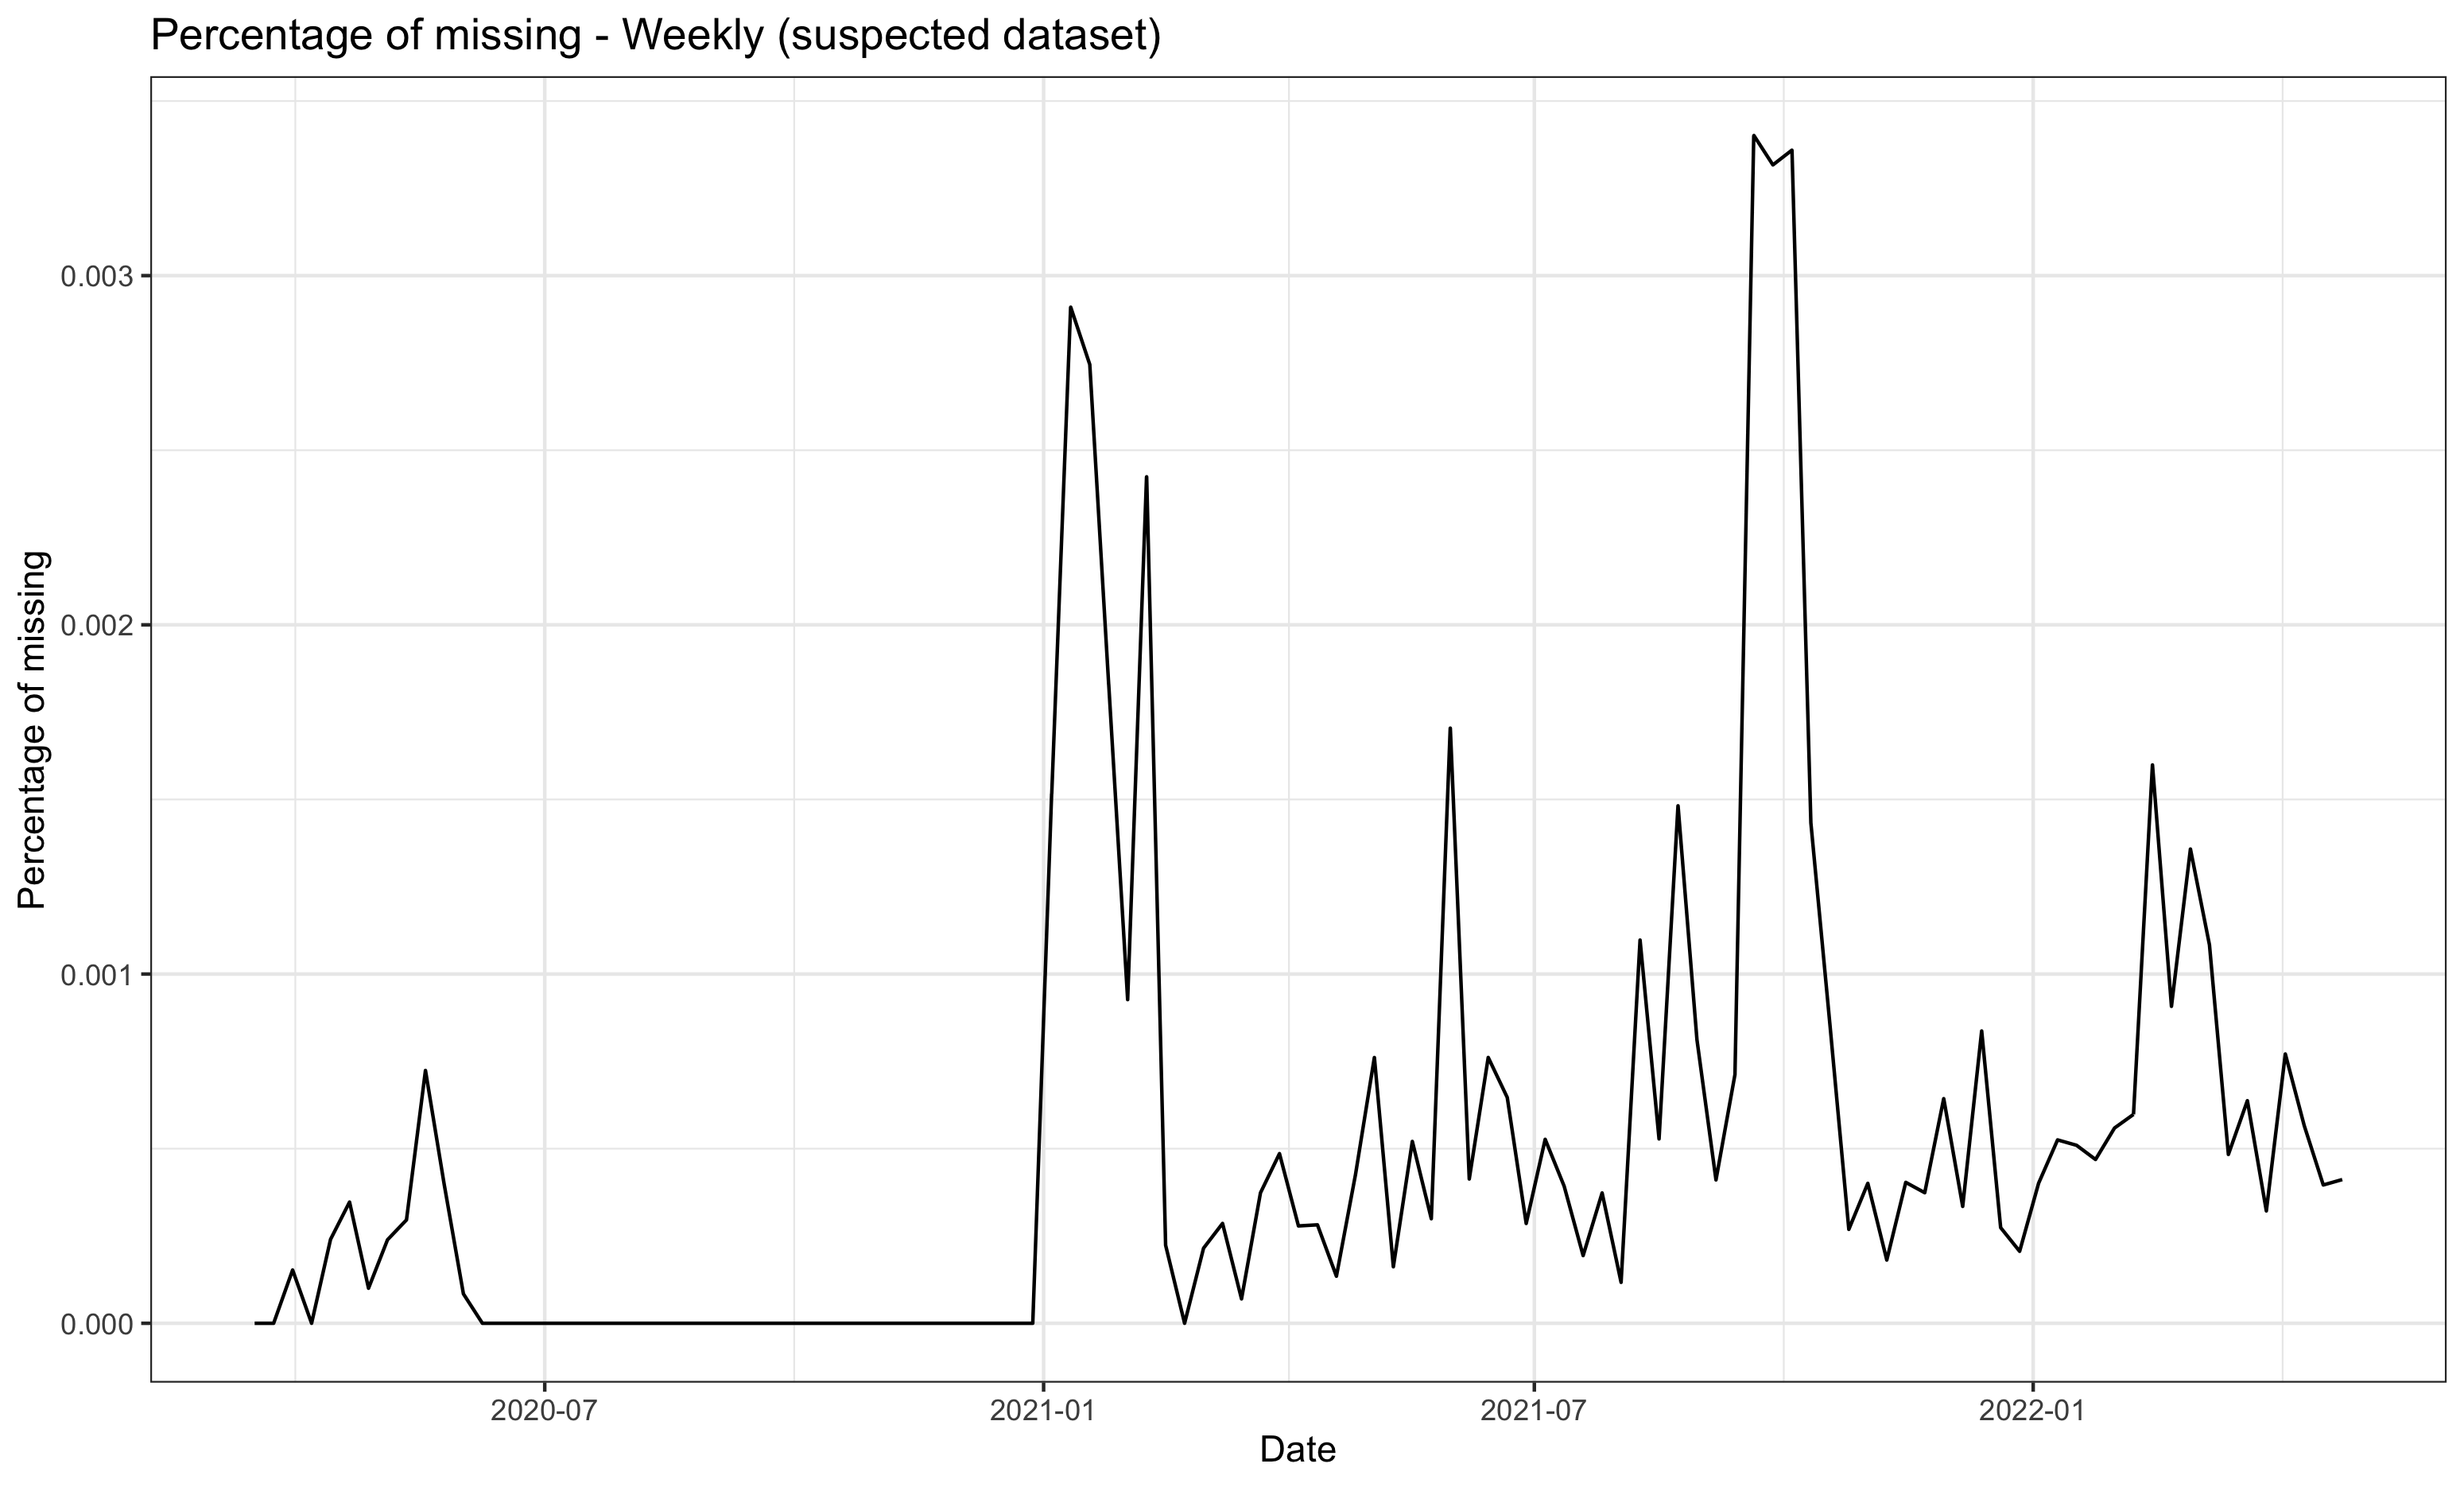 Percentage of missing - Weekly (suspected dataset)
Percentage of missing
0.003
0.002
0.001
0.000
2020-07 2021-01 2021-07 2022-01
Date